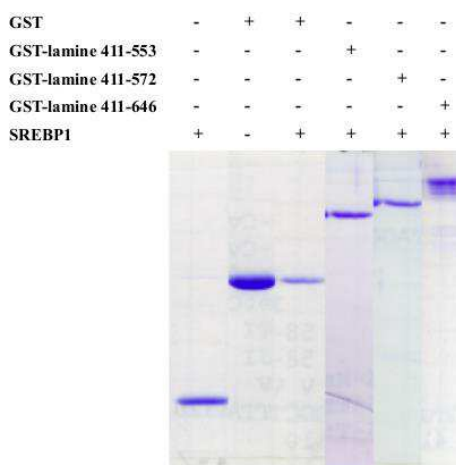 GST - + + - - -
GST-lamine 411-553 - - - + - -
GST-lamine 411-572 - - - - + -
GST-lamine 411-646 - - - - - +
SREBP1 + - + + + +